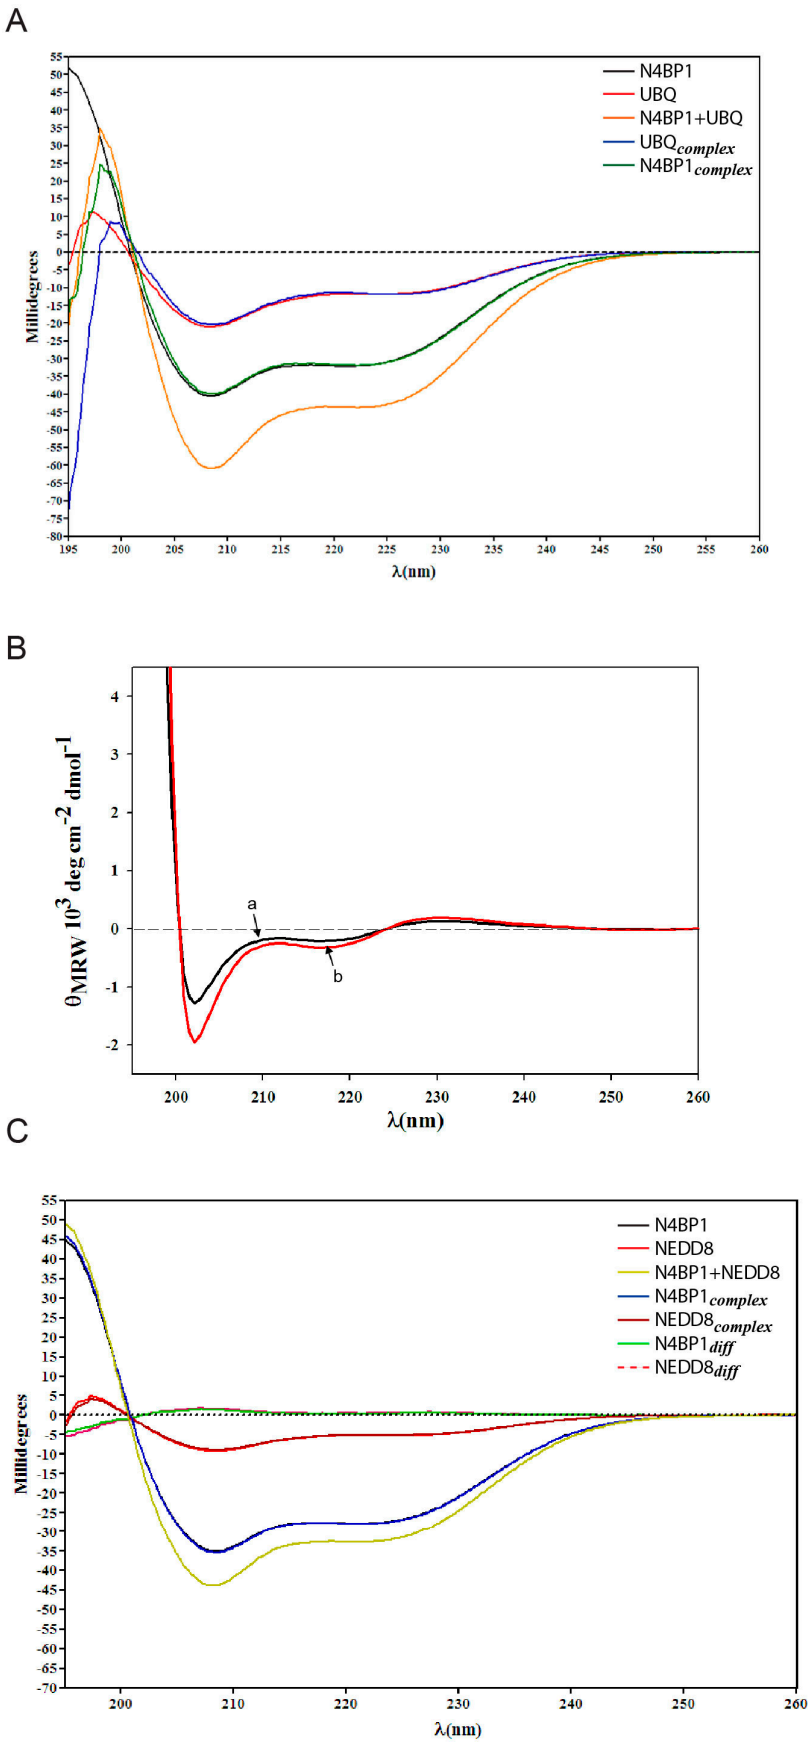 A
55
50
45
40
35
30
25
20
15
10
5
0
-5
-10
-15
-20
-25
-30
-35
-40
-45
-50
-55
-60
-65
-70
-75
-80
Millidegrees
195 200 205 210 215 220 225 230 235 240 245 250 255 260
λ(nm)
N4BP1
UBQ
N4BP1+UBQ
UBQcomplex
N4BP1complex
B
4
3
2
1
0
-1
-2
θMRW 10³ deg cm⁻² dmol⁻¹
a
b
200 210 220 230 240 250 260
λ(nm)
C
55
50
45
40
35
30
25
20
15
10
5
0
-5
-10
-15
-20
-25
-30
-35
-40
-45
-50
-55
-60
-65
-70
Millidegrees
200 210 220 230 240 250 260
λ(nm)
N4BP1
NEDD8
N4BP1+NEDD8
N4BP1complex
NEDD8complex
N4BP1diff
NEDD8diff